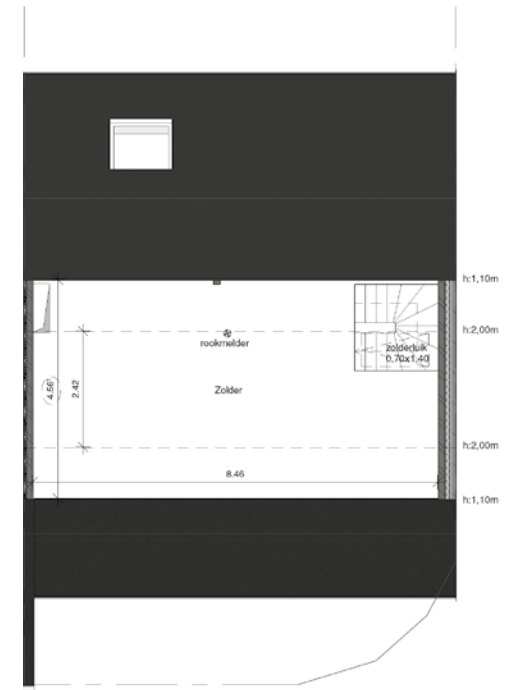 h:1,10m
h:2,00m
rookmelder
zolderluik
0,70x1,40
Zolder
4.56
2.42
h:2,00m
8.46
h:1,10m